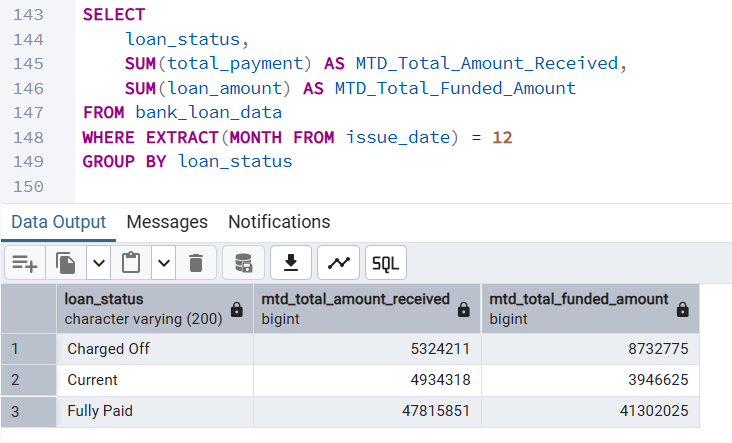 143 SELECT
144 loan_status,
145 SUM(total_payment) AS MTD_Total_Amount_Received,
146 SUM(loan_amount) AS MTD_Total_Funded_Amount
147 FROM bank_loan_data
148 WHERE EXTRACT(MONTH FROM issue_date) = 12
149 GROUP BY loan_status
150
Data Output Messages Notifications
SQL
loan_status mtd_total_amount_received mtd_total_funded_amount
character varying (200) bigint bigint
1 Charged Off 5324211 8732775
2 Current 4934318 3946625
3 Fully Paid 47815851 41302025